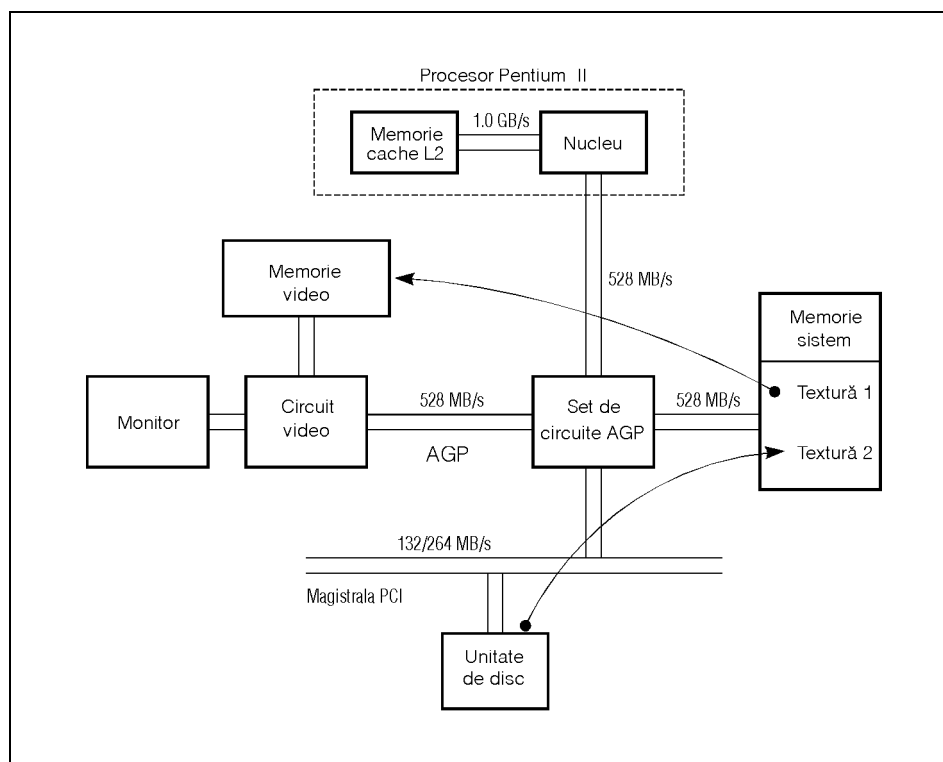 Procesor Pentium II
1.0 GB/s
Memorie
cache L2
Nucleu
Memorie
video
528 MB/s
Memorie
sistem
Textură 1
Monitor
Circuit
video
528 MB/s
AGP
Set de
circuite AGP
528 MB/s
Textură 2
132/264 MB/s
Magistrala PCI
Unitate
de disc